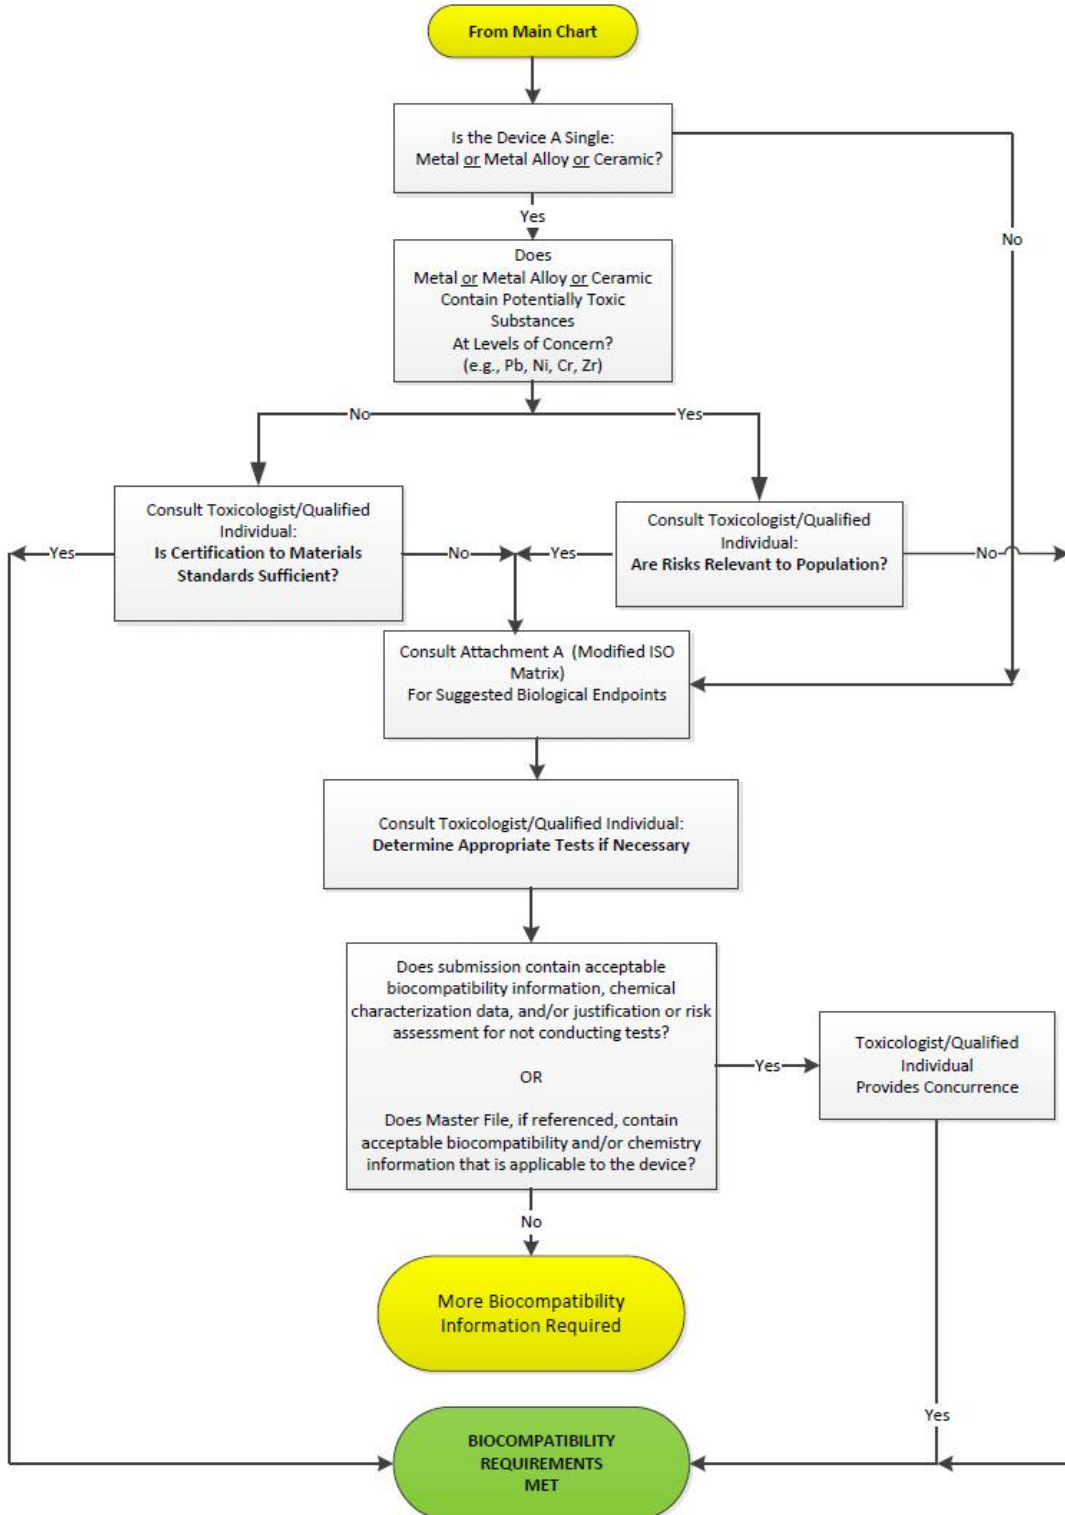 From Main Chart
Is the Device A Single:
Metal or Metal Alloy or Ceramic?
Yes
No
Does
Metal or Metal Alloy or Ceramic
Contain Potentially Toxic
Substances
At Levels of Concern?
(e.g., Pb, Ni, Cr, Zr)
No
Yes
Consult Toxicologist/Qualified
Individual:
Is Certification to Materials
Standards Sufficient?
Yes
No
Consult Toxicologist/Qualified
Individual:
Are Risks Relevant to Population?
Yes
No
Consult Attachment A (Modified ISO
Matrix)
For Suggested Biological Endpoints
Consult Toxicologist/Qualified Individual:
Determine Appropriate Tests if Necessary
Does submission contain acceptable
biocompatibility information, chemical
characterization data, and/or justification or risk
assessment for not conducting tests?
OR
Does Master File, if referenced, contain
acceptable biocompatibility and/or chemistry
information that is applicable to the device?
Yes
Toxicologist/Qualified
Individual
Provides Concurrence
No
More Biocompatibility
Information Required
Yes
BIOCOMPATIBILITY
REQUIREMENTS
MET